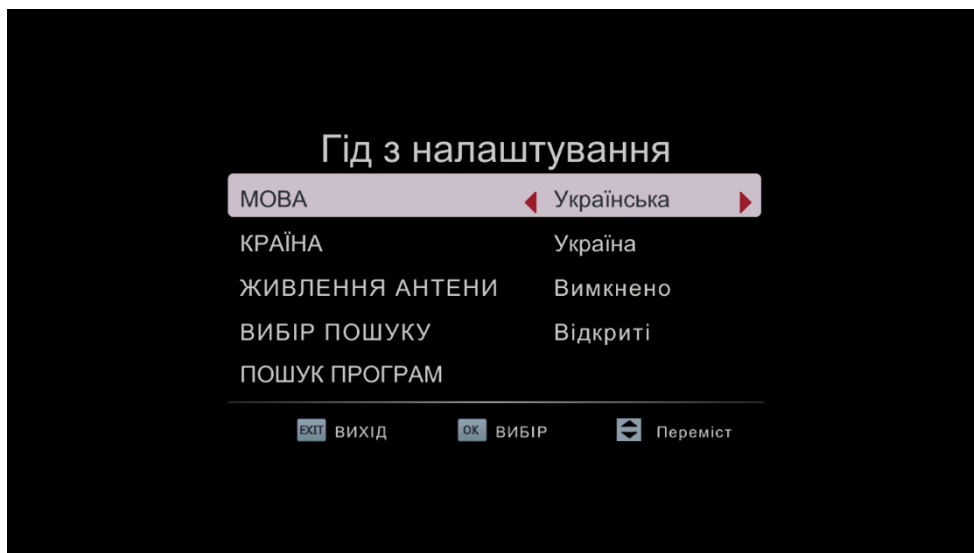 Гід з налаштування
МОВА Українська
КРАЇНА Україна
ЖИВЛЕННЯ АНТЕНИ Вимкнено
ВИБІР ПОШУКУ Відкриті
ПОШУК ПРОГРАМ
EXIT ВИХІД OK ВИБІР Переміст